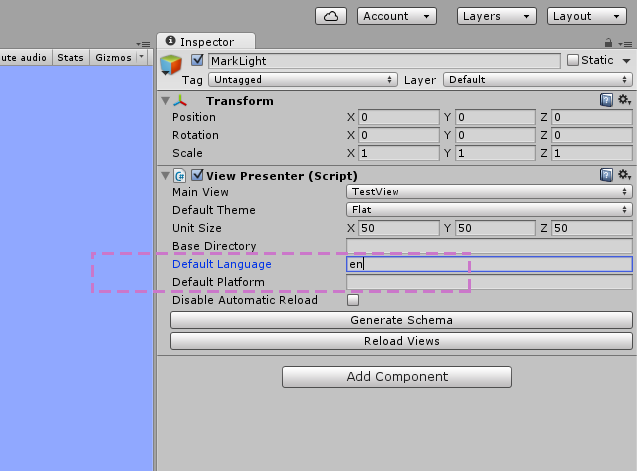 Account Layers Layout
Inspector
MarkLight Static
ute audio Stats Gizmos
Tag Untagged Layer Default
Transform
Position X 0 Y 0 Z 0
Rotation X 0 Y 0 Z 0
Scale X 1 Y 1 Z 1
View Presenter (Script)
Main View TestView
Default Theme Flat
Unit Size X 50 Y 50 Z 50
Base Directory
Default Language en
Default Platform
Disable Automatic Reload
Generate Schema
Reload Views
Add Component